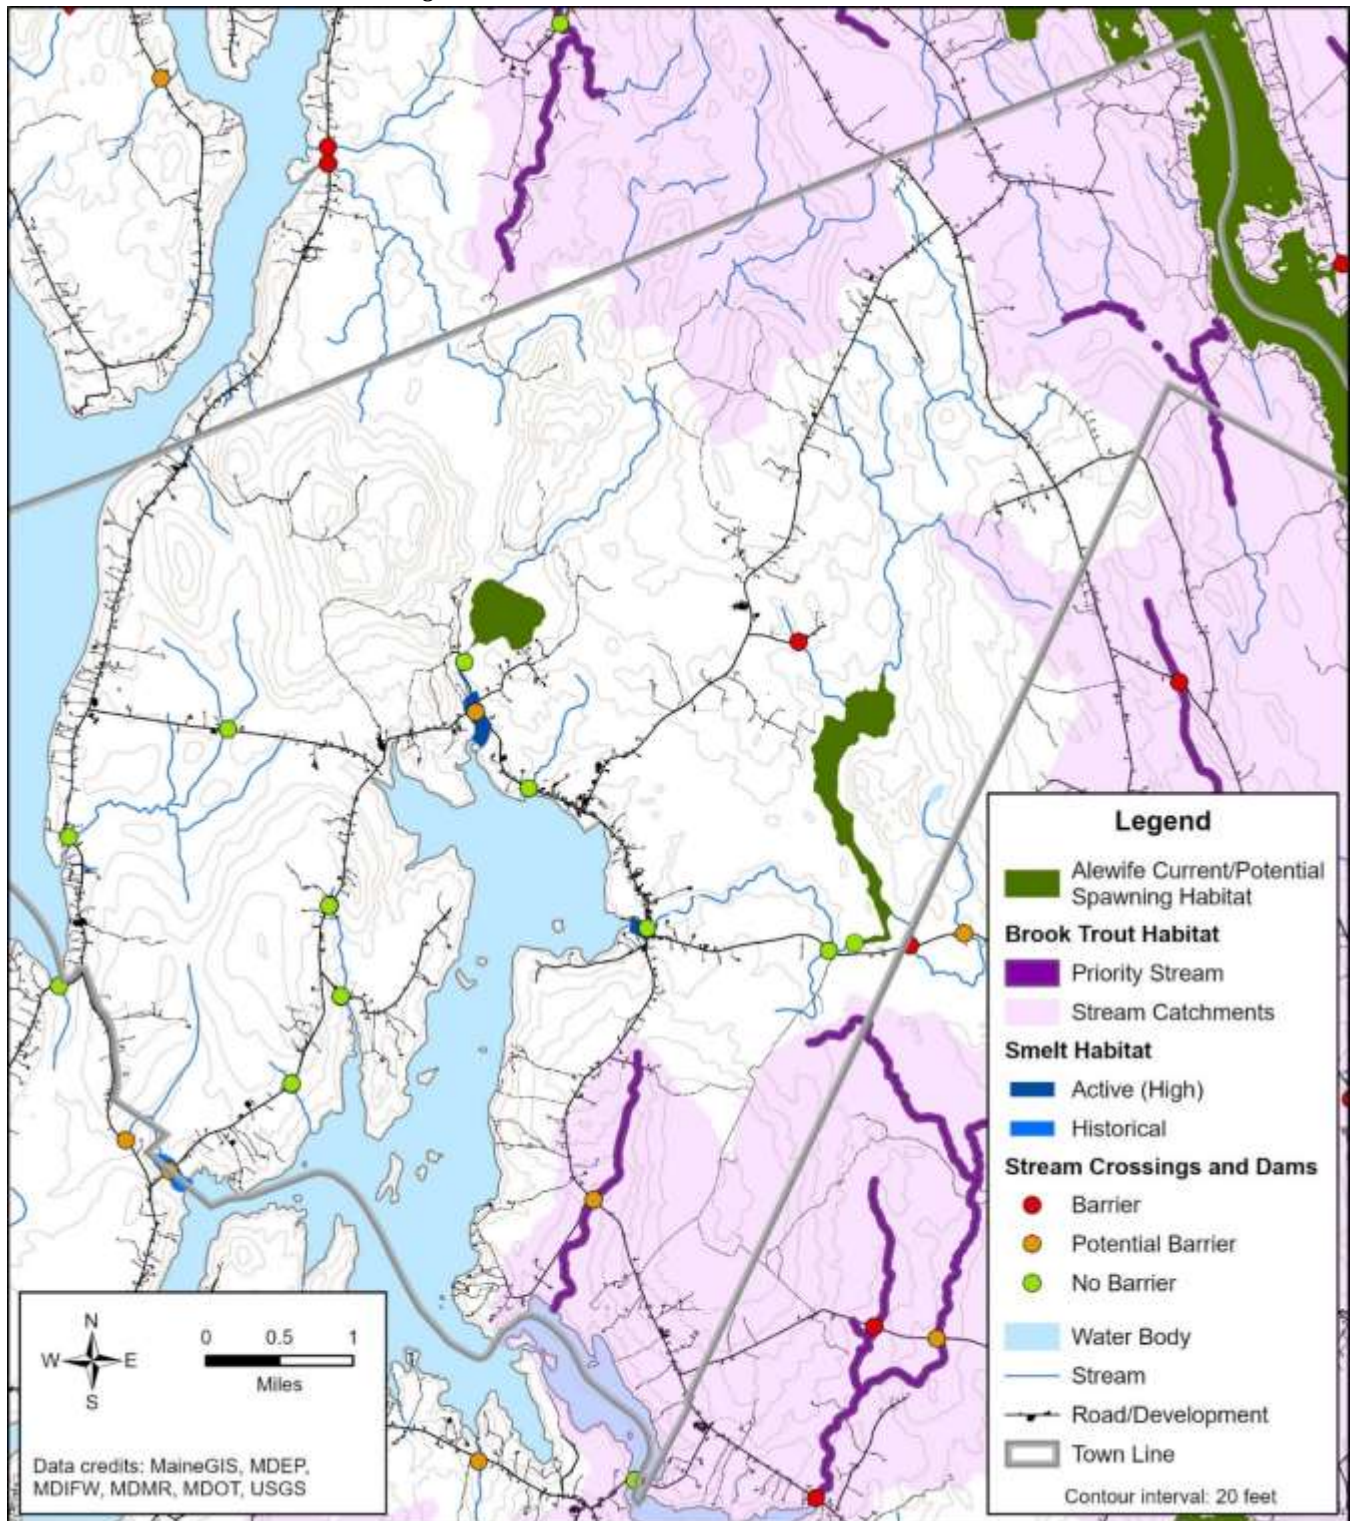 Legend
Alewife Current/Potential
Spawning Habitat
Brook Trout Habitat
Priority Stream
Stream Catchments
Smelt Habitat
Active (High)
Historical
Stream Crossings and Dams
Barrier
Potential Barrier
No Barrier
Water Body
Stream
Road/Development
Town Line
Contour interval: 20 feet
N
W E
S
0 0.5 1
Miles
Data credits: MaineGIS, MDEP,
MDIFW, MDMR, MDOT, USGS